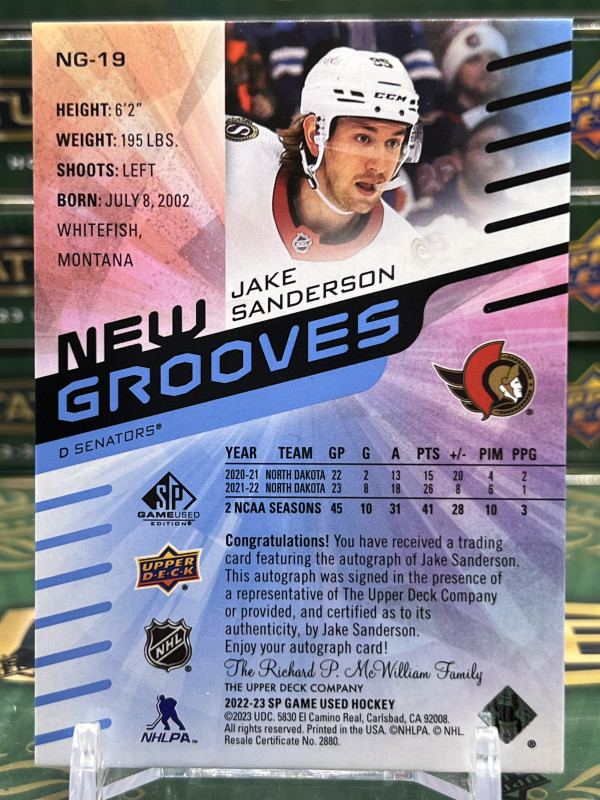 NG-19
HEIGHT: 6'2"
WEIGHT: 195 LBS.
SHOOTS: LEFT
BORN: JULY 8, 2002
WHITEFISH,
MONTANA
85
CCM
JAKE
SANDERSON
NEW
GROOVES
D SENATORS®
YEAR TEAM GP G A PTS +/- PIM PPG
2020-21 NORTH DAKOTA 22 2 13 15 20 4 2
2021-22 NORTH DAKOTA 23 8 18 26 8 6 1
2 NCAA SEASONS 45 10 31 41 28 10 3
SP
GAMEUSED
EDITION®
UPPER
D·E·C·K
NHL
NHLPA
Congratulations! You have received a trading
card featuring the autograph of Jake Sanderson.
This autograph was signed in the presence of
a representative of The Upper Deck Company
or provided, and certified as to its
authenticity, by Jake Sanderson.
Enjoy your autograph card!
The Richard P. McWilliam Family
THE UPPER DECK COMPANY
2022-23 SP GAME USED HOCKEY
©2023 UDC. 5830 El Camino Real, Carlsbad, CA 92008.
All rights reserved. Printed in the USA. ©NHLPA. © NHL.
Resale Certificate No. 2880.